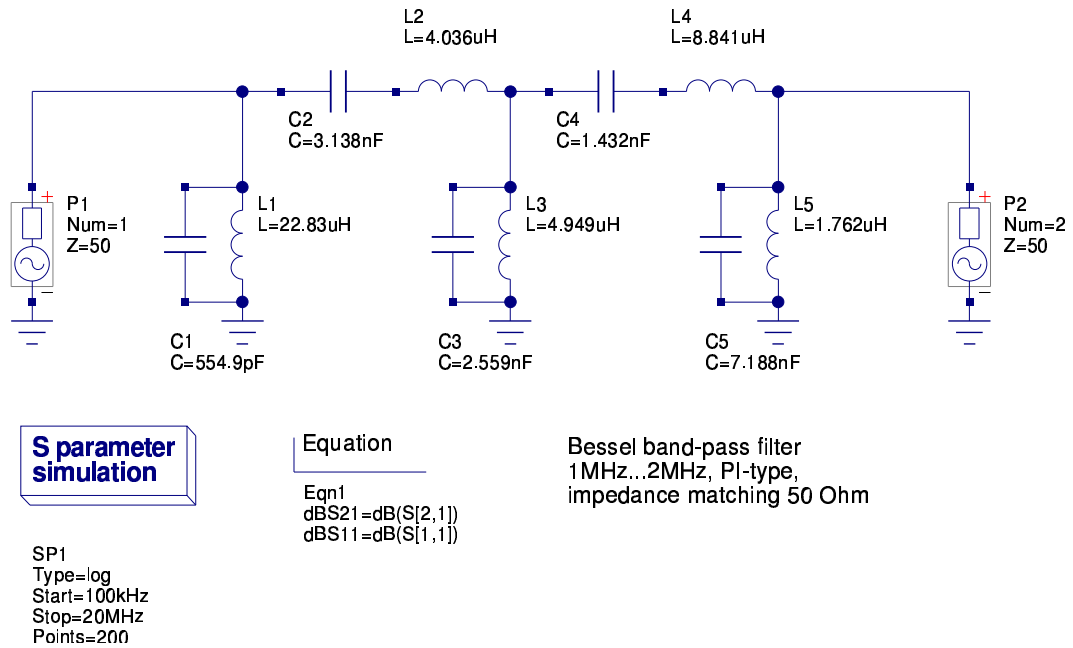 L2
L=4.036uH
L4
L=8.841uH
C2
C=3.138nF
C4
C=1.432nF
P1
Num=1
Z=50
L1
L=22.83uH
L3
L=4.949uH
L5
L=1.762uH
P2
Num=2
Z=50
C1
C=554.9pF
C3
C=2.559nF
C5
C=7.188nF
S parameter
simulation
Equation
Eqn1
dBS21=dB(S[2,1])
dBS11=dB(S[1,1])
Bessel band-pass filter
1MHz...2MHz, PI-type,
impedance matching 50 Ohm
SP1
Type=log
Start=100kHz
Stop=20MHz
Points=200